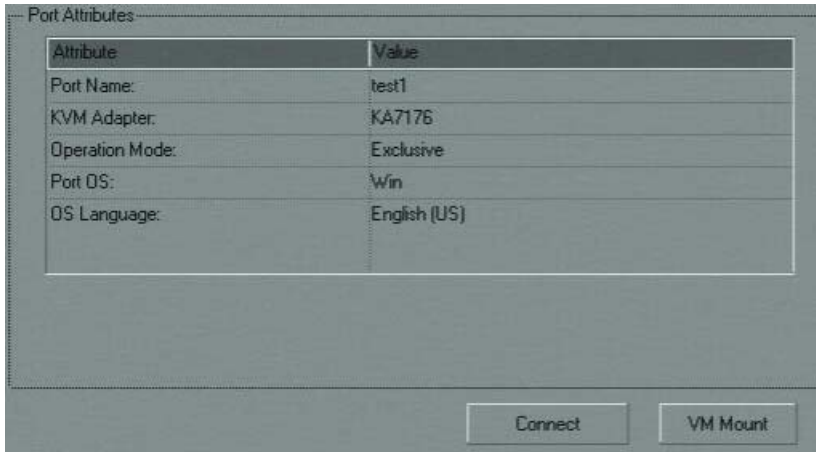 Port Attributes
Attribute Value
Port Name: test1
KVM Adapter: KA7176
Operation Mode: Exclusive
Port OS: Win
OS Language: English (US)
Connect VM Mount